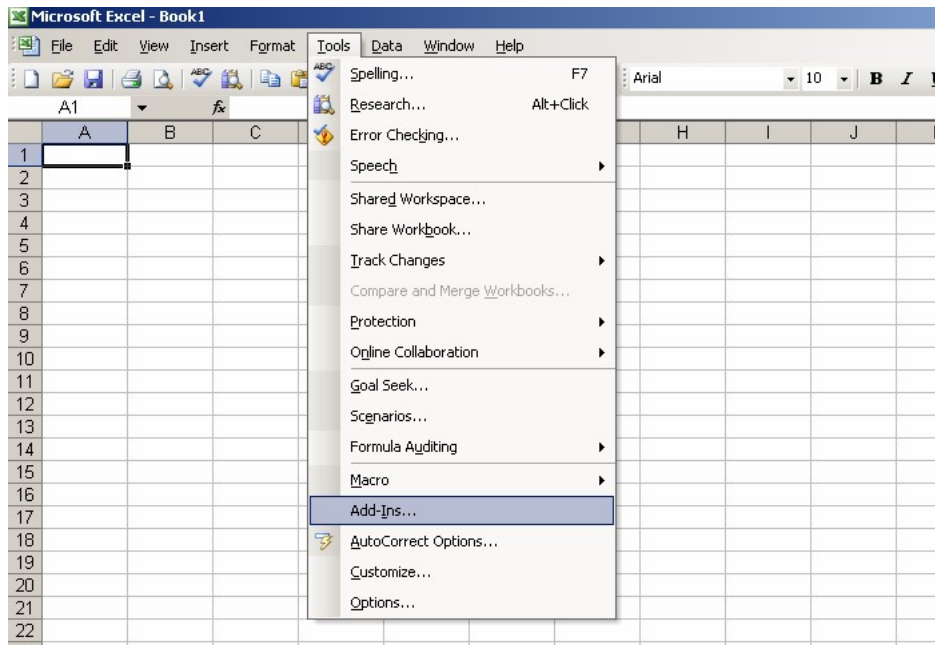 Microsoft Excel - Book1
File Edit View Insert Format Tools Data Window Help
ABC Arial 10 B I
A1 fx
A B C H I J
Spelling... F7
Research... Alt+Click
Error Checking...
Speech
Shared Workspace...
Share Workbook...
Track Changes
Compare and Merge Workbooks...
Protection
Online Collaboration
Goal Seek...
Scenarios...
Formula Auditing
Macro
Add-Ins...
AutoCorrect Options...
Customize...
Options...
1
2
3
4
5
6
7
8
9
10
11
12
13
14
15
16
17
18
19
20
21
22